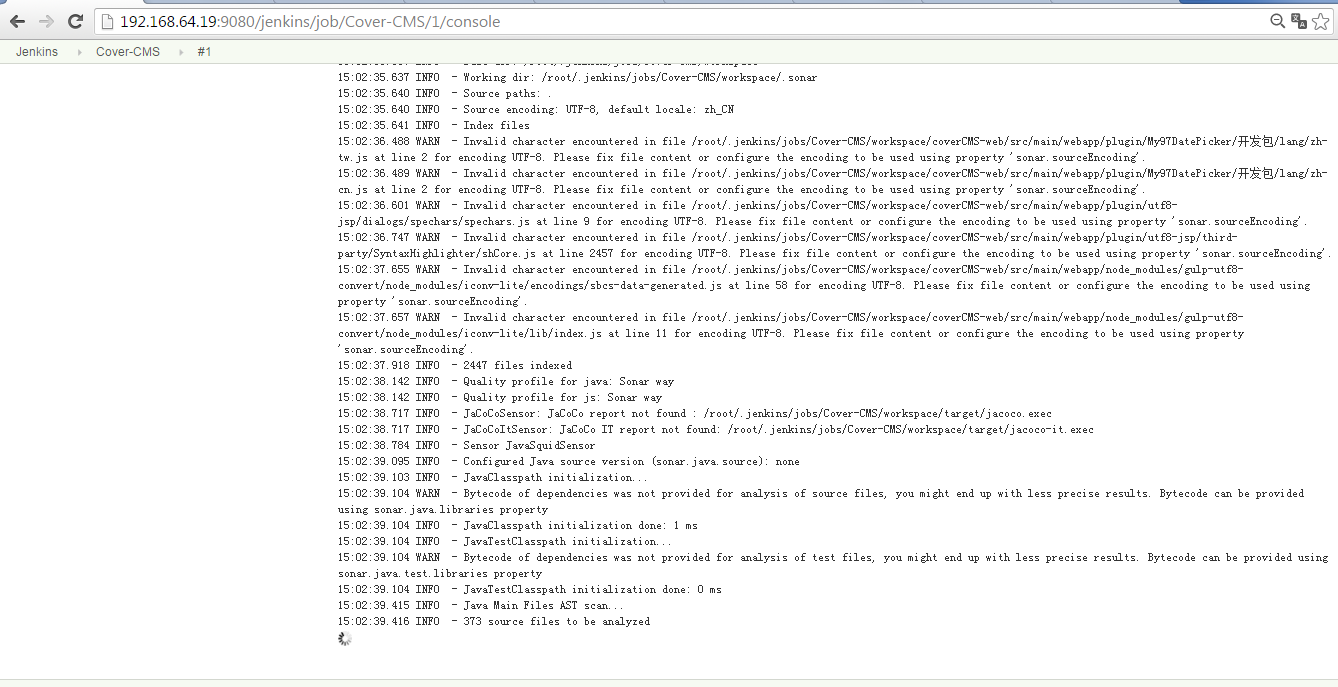 192.168.64.19:9080/jenkins/job/Cover-CMS/1/console
Jenkins Cover-CMS #1
15:02:35.637 INFO - Working dir: /root/.jenkins/jobs/Cover-CMS/workspace/.sonar
15:02:35.640 INFO - Source paths: .
15:02:35.640 INFO - Source encoding: UTF-8, default locale: zh_CN
15:02:35.641 INFO - Index files
15:02:36.488 WARN - Invalid character encountered in file /root/.jenkins/jobs/Cover-CMS/workspace/coverCMS-web/src/main/webapp/plugin/My97DatePicker/开发包/lang/zh-
tw.js at line 2 for encoding UTF-8. Please fix file content or configure the encoding to be used using property 'sonar.sourceEncoding'.
15:02:36.489 WARN - Invalid character encountered in file /root/.jenkins/jobs/Cover-CMS/workspace/coverCMS-web/src/main/webapp/plugin/My97DatePicker/开发包/lang/zh-
cn.js at line 2 for encoding UTF-8. Please fix file content or configure the encoding to be used using property 'sonar.sourceEncoding'.
15:02:36.601 WARN - Invalid character encountered in file /root/.jenkins/jobs/Cover-CMS/workspace/coverCMS-web/src/main/webapp/plugin/utf8-
jsp/dialogs/spechars/spechars.js at line 9 for encoding UTF-8. Please fix file content or configure the encoding to be used using property 'sonar.sourceEncoding'.
15:02:36.747 WARN - Invalid character encountered in file /root/.jenkins/jobs/Cover-CMS/workspace/coverCMS-web/src/main/webapp/plugin/utf8-jsp/third-
party/SyntaxHighlighter/shCore.js at line 2457 for encoding UTF-8. Please fix file content or configure the encoding to be used using property 'sonar.sourceEncoding'.
15:02:37.655 WARN - Invalid character encountered in file /root/.jenkins/jobs/Cover-CMS/workspace/coverCMS-web/src/main/webapp/node_modules/gulp-utf8-
convert/node_modules/iconv-lite/encodings/sbcs-data-generated.js at line 58 for encoding UTF-8. Please fix file content or configure the encoding to be used using
property 'sonar.sourceEncoding'.
15:02:37.657 WARN - Invalid character encountered in file /root/.jenkins/jobs/Cover-CMS/workspace/coverCMS-web/src/main/webapp/node_modules/gulp-utf8-
convert/node_modules/iconv-lite/lib/index.js at line 11 for encoding UTF-8. Please fix file content or configure the encoding to be used using property
'sonar.sourceEncoding'.
15:02:37.918 INFO - 2447 files indexed
15:02:38.142 INFO - Quality profile for java: Sonar way
15:02:38.142 INFO - Quality profile for js: Sonar way
15:02:38.717 INFO - JaCoCoSensor: JaCoCo report not found : /root/.jenkins/jobs/Cover-CMS/workspace/target/jacoco.exec
15:02:38.717 INFO - JaCoCoItSensor: JaCoCo IT report not found: /root/.jenkins/jobs/Cover-CMS/workspace/target/jacoco-it.exec
15:02:38.784 INFO - Sensor JavaSquidSensor
15:02:39.095 INFO - Configured Java source version (sonar.java.source): none
15:02:39.103 INFO - JavaClasspath initialization...
15:02:39.104 WARN - Bytecode of dependencies was not provided for analysis of source files, you might end up with less precise results. Bytecode can be provided
using sonar.java.libraries property
15:02:39.104 INFO - JavaClasspath initialization done: 1 ms
15:02:39.104 INFO - JavaTestClasspath initialization...
15:02:39.104 WARN - Bytecode of dependencies was not provided for analysis of test files, you might end up with less precise results. Bytecode can be provided using
sonar.java.test.libraries property
15:02:39.104 INFO - JavaTestClasspath initialization done: 0 ms
15:02:39.415 INFO - Java Main Files AST scan...
15:02:39.416 INFO - 373 source files to be analyzed